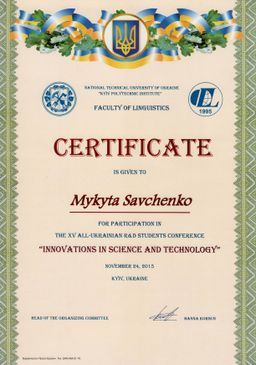 NATIONAL TECHNICAL UNIVERSITY OF UKRAINE
"KYIV POLYTECHNIC INSTITUTE"
FACULTY OF LINGUISTICS
1995
CERTIFICATE
IS GIVEN TO
Mykyta Savchenko
FOR PARTICIPATION IN
THE XV ALL-UKRAINIAN R&D STUDENTS CONFERENCE
"INNOVATIONS IN SCIENCE AND TECHNOLOGY"
NOVEMBER 24, 2015
KYIV, UKRAINE
HEAD OF THE ORGANIZING COMMITTEE
HANNA